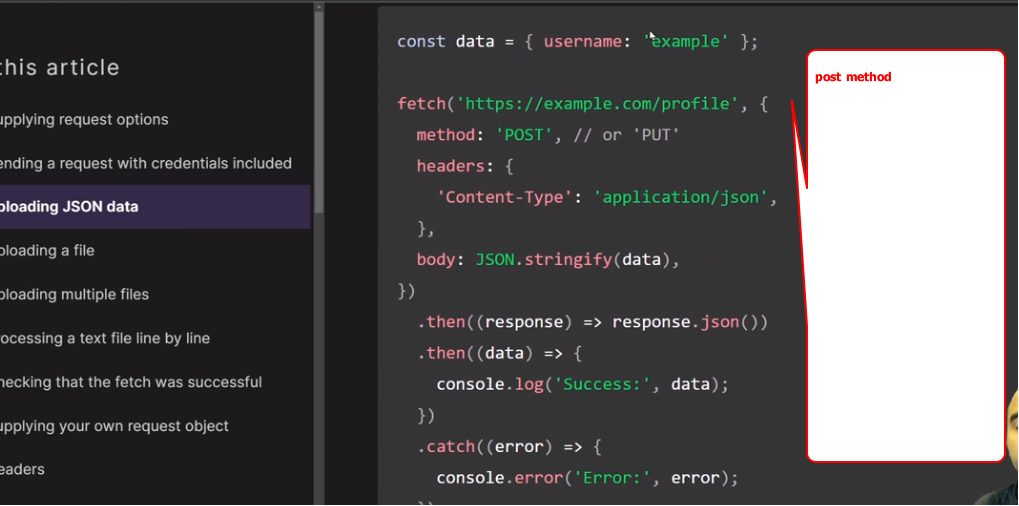 this article
upplying request options
ending a request with credentials included
ploading JSON data
ploading a file
ploading multiple files
rocessing a text file line by line
hecking that the fetch was successful
upplying your own request object
eaders
const data = { username: 'example' };
fetch('https://example.com/profile', {
method: 'POST', // or 'PUT'
headers: {
'Content-Type': 'application/json',
},
body: JSON.stringify(data),
})
.then((response) => response.json())
.then((data) => {
console.log('Success:', data);
})
.catch((error) => {
console.error('Error:', error);
post method